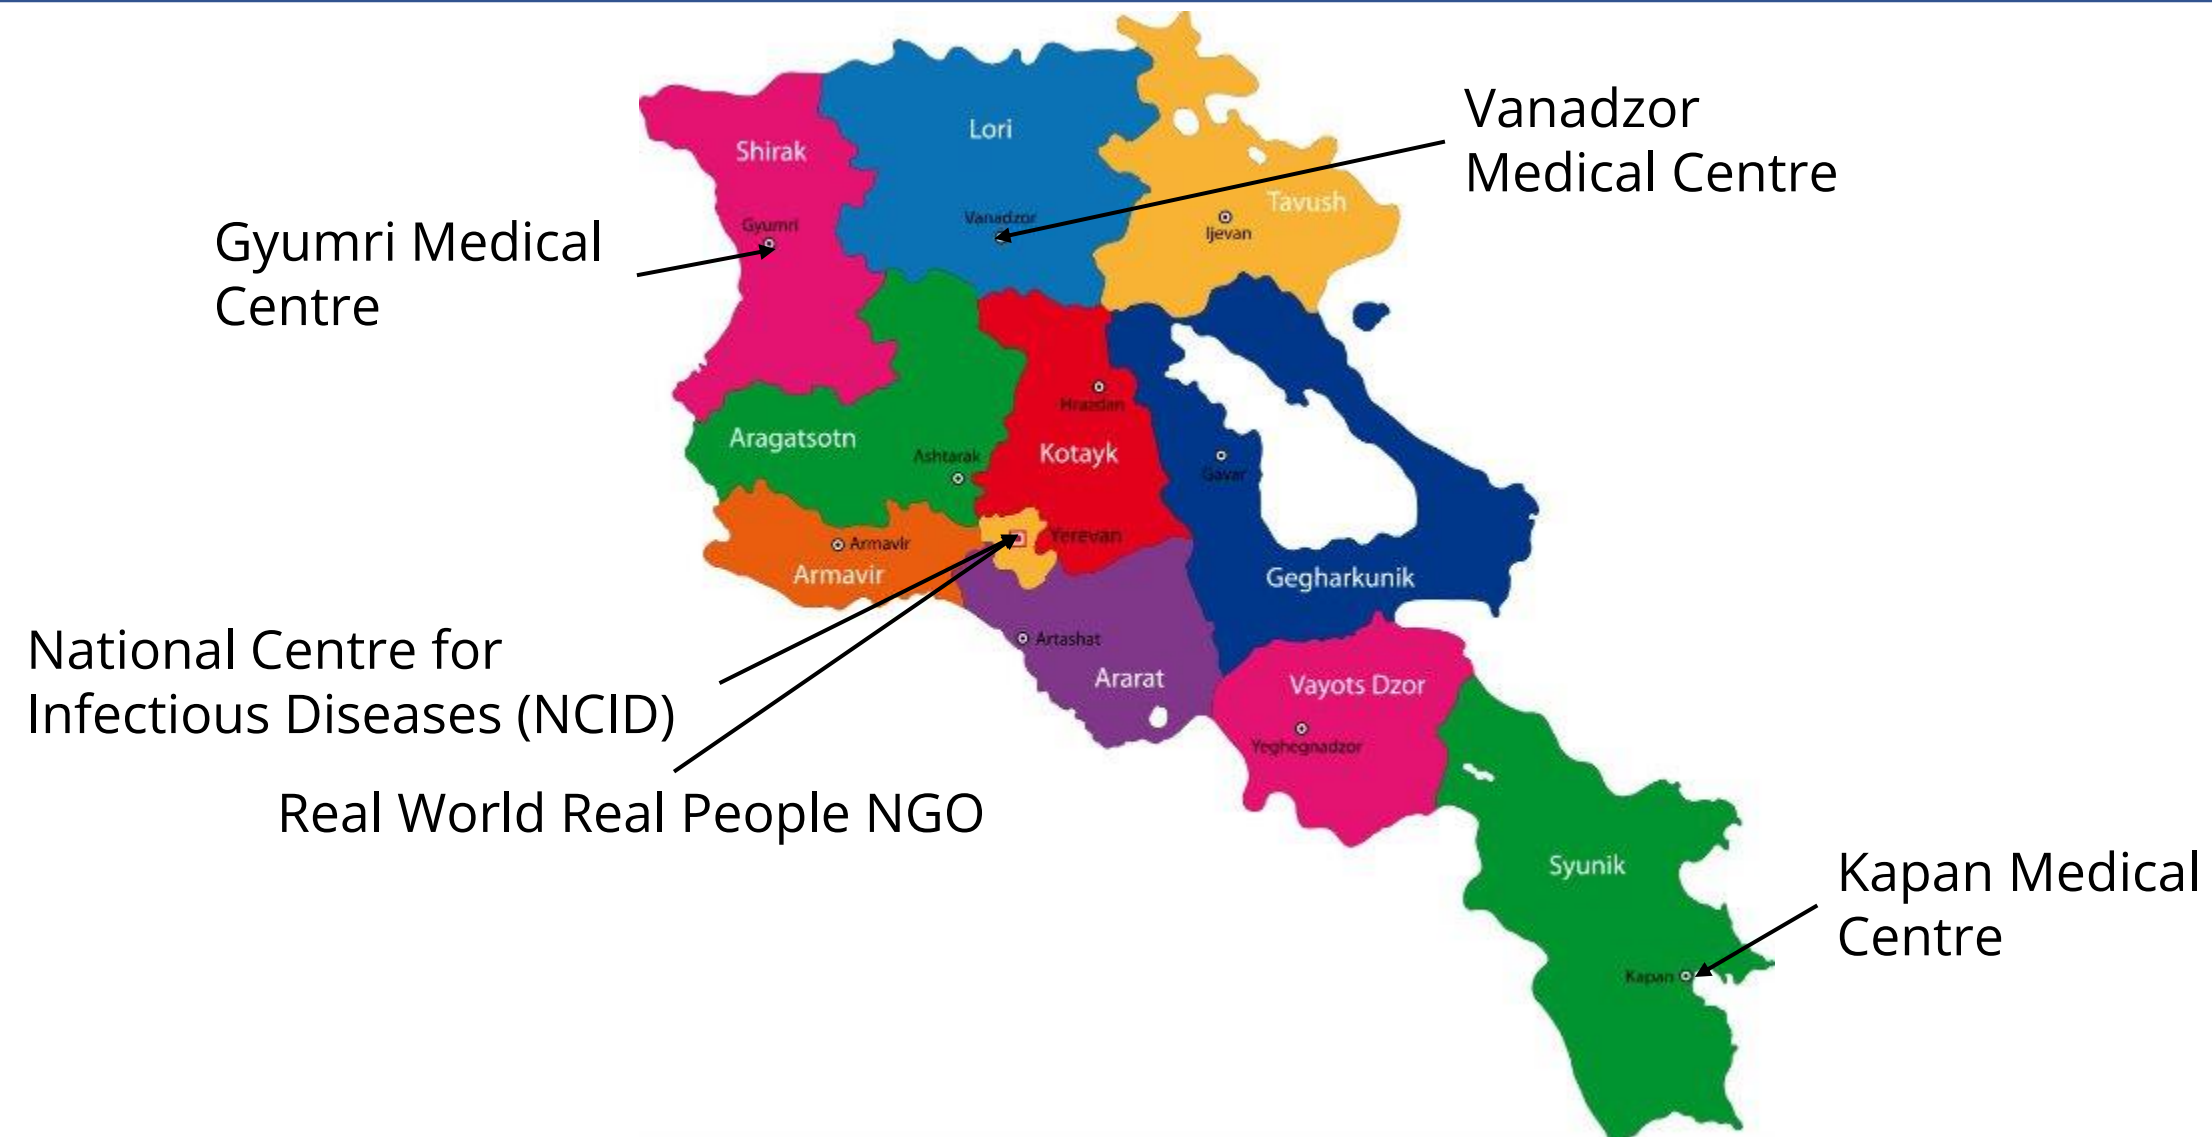 Vanadzor
Medical Centre
Lori
Shirak
Tavush
Vanadzor
Gyumri
Ijevan
Gyumri Medical
Centre
Hrazdan
Aragatsotn
Ashtarak
Kotayk
Gavar
Yerevan
Armavir
Armavir
Gegharkunik
National Centre for
Infectious Diseases (NCID)
Artashat
Ararat
Vayots Dzor
Yeghegnadzor
Real World Real People NGO
Syunik
Kapan Medical
Centre
Kapan